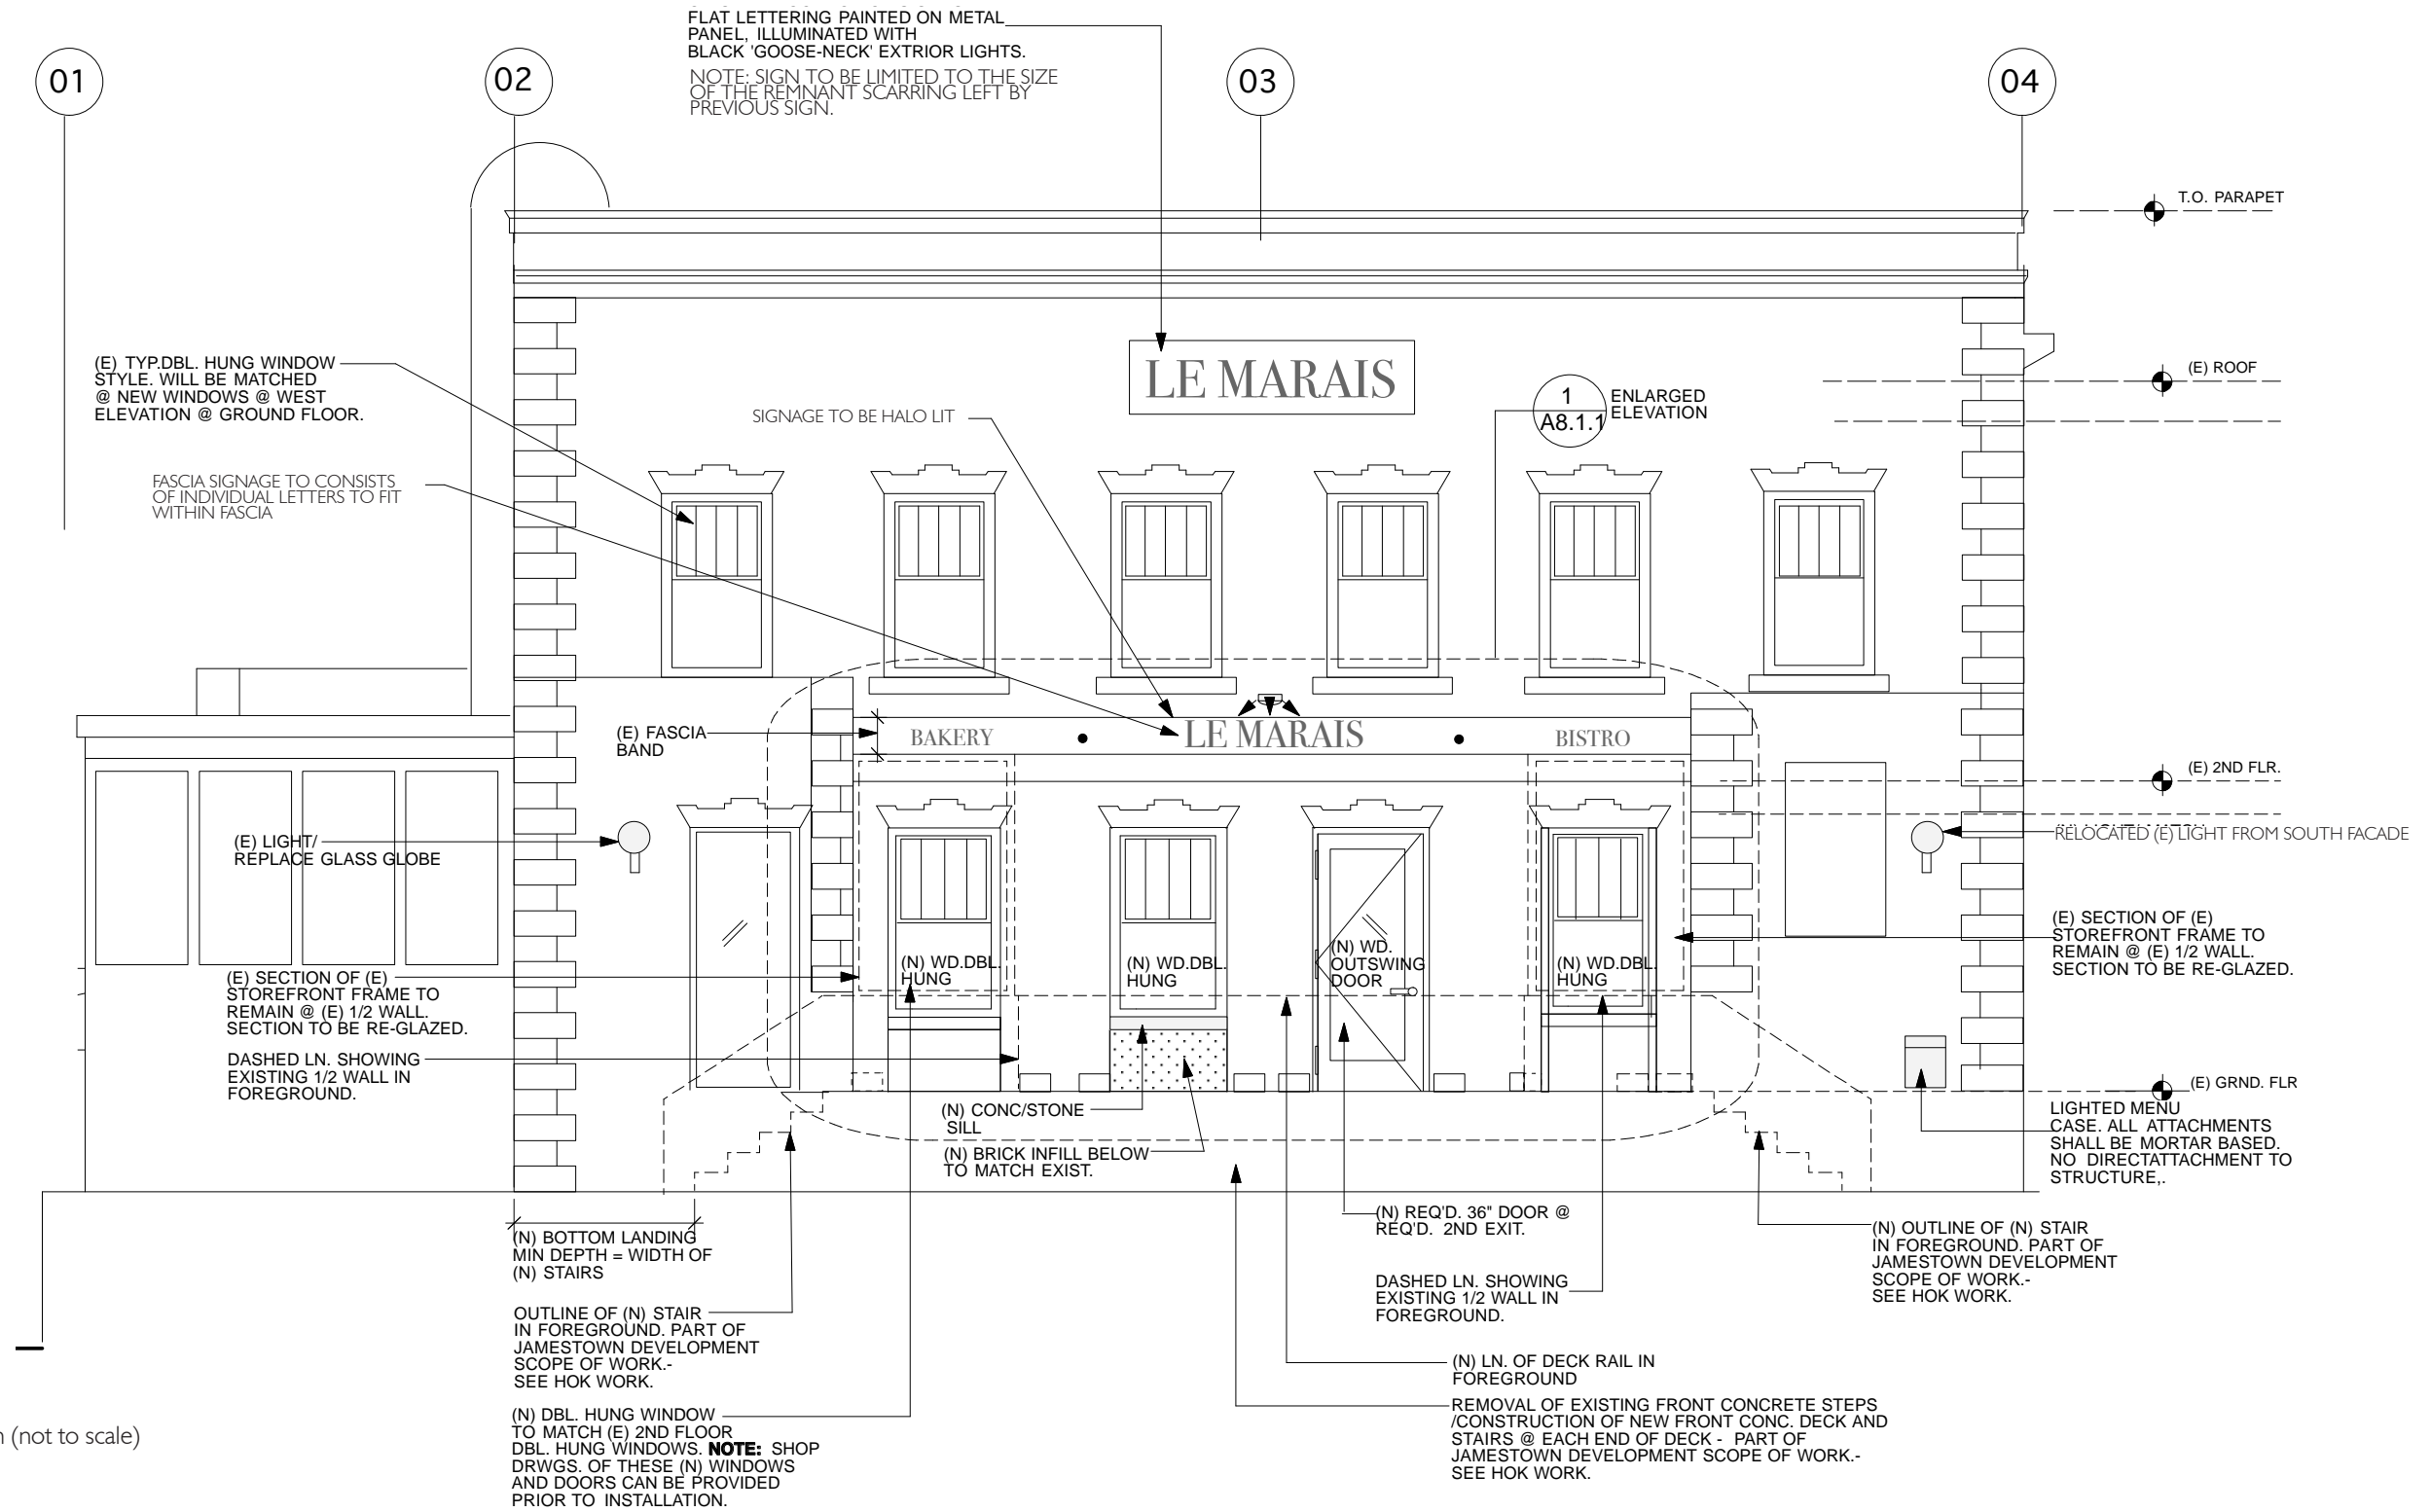 FLAT LETTERING PAINTED ON METAL
PANEL, ILLUMINATED WITH
BLACK 'GOOSE-NECK' EXTRIOR LIGHTS.
NOTE: SIGN TO BE LIMITED TO THE SIZE
OF THE REMNANT SCARRING LEFT BY
PREVIOUS SIGN.
01
02
03
04
T.O. PARAPET
(E) ROOF
(E) TYP.DBL. HUNG WINDOW
STYLE. WILL BE MATCHED
@ NEW WINDOWS @ WEST
ELEVATION @ GROUND FLOOR.
LE MARAIS
SIGNAGE TO BE HALO LIT
1
A8.1.1
ENLARGED
ELEVATION
FASCIA SIGNAGE TO CONSISTS
OF INDIVIDUAL LETTERS TO FIT
WITHIN FASCIA
(E) FASCIA
BAND
BAKERY • LE MARAIS • BISTRO
(E) 2ND FLR.
(E) LIGHT/
REPLACE GLASS GLOBE
RELOCATED (E) LIGHT FROM SOUTH FACADE
(N) WD.DBL.
HUNG
(N) WD.DBL.
HUNG
(N) WD.
OUTSWING
DOOR
(N) WD.DBL.
HUNG
(E) SECTION OF (E)
STOREFRONT FRAME TO
REMAIN @ (E) 1/2 WALL.
SECTION TO BE RE-GLAZED.
(E) SECTION OF (E)
STOREFRONT FRAME TO
REMAIN @ (E) 1/2 WALL.
SECTION TO BE RE-GLAZED.
DASHED LN. SHOWING
EXISTING 1/2 WALL IN
FOREGROUND.
(E) GRND. FLR
(N) CONC/STONE
SILL
(N) BRICK INFILL BELOW
TO MATCH EXIST.
LIGHTED MENU
CASE. ALL ATTACHMENTS
SHALL BE MORTAR BASED.
NO DIRECTATTACHMENT TO
STRUCTURE,.
(N) BOTTOM LANDING
MIN DEPTH = WIDTH OF
(N) STAIRS
(N) REQ'D. 36" DOOR @
REQ'D. 2ND EXIT.
(N) OUTLINE OF (N) STAIR
IN FOREGROUND. PART OF
JAMESTOWN DEVELOPMENT
SCOPE OF WORK.-
SEE HOK WORK.
DASHED LN. SHOWING
EXISTING 1/2 WALL IN
FOREGROUND.
OUTLINE OF (N) STAIR
IN FOREGROUND. PART OF
JAMESTOWN DEVELOPMENT
SCOPE OF WORK.-
SEE HOK WORK.
(N) LN. OF DECK RAIL IN
FOREGROUND
REMOVAL OF EXISTING FRONT CONCRETE STEPS
/CONSTRUCTION OF NEW FRONT CONC. DECK AND
STAIRS @ EACH END OF DECK - PART OF
JAMESTOWN DEVELOPMENT SCOPE OF WORK.-
SEE HOK WORK.
(N) DBL. HUNG WINDOW
TO MATCH (E) 2ND FLOOR
DBL. HUNG WINDOWS. NOTE: SHOP
DRWGS. OF THESE (N) WINDOWS
AND DOORS CAN BE PROVIDED
PRIOR TO INSTALLATION.
(not to scale)